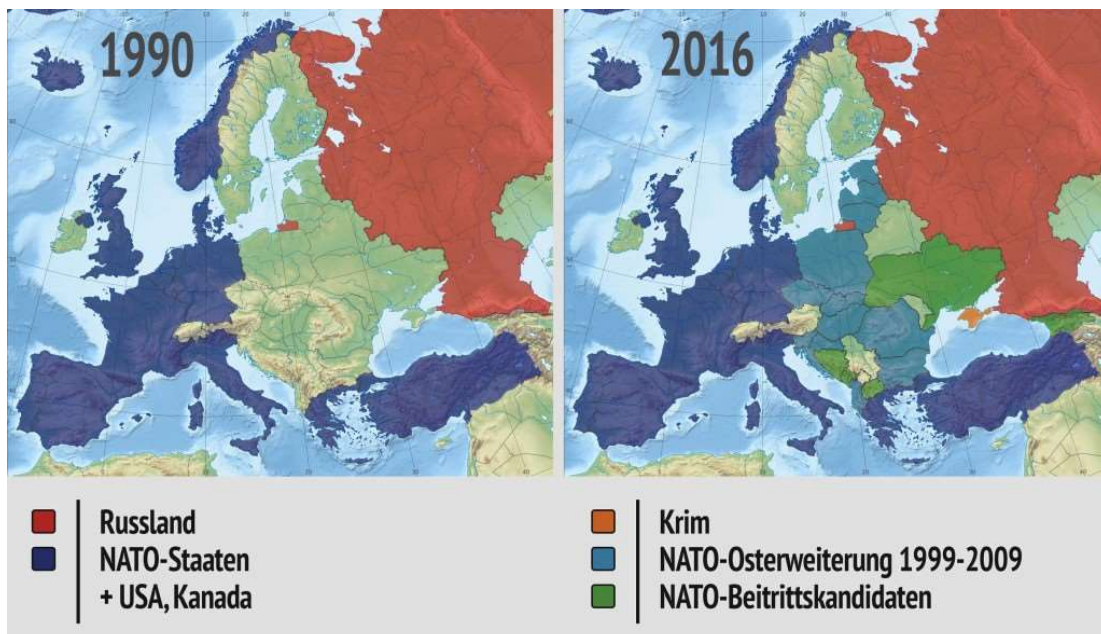 1990
2016
Russland
NATO-Staaten
+ USA, Kanada
Krim
NATO-Osterweiterung 1999-2009
NATO-Beitrittskandidaten